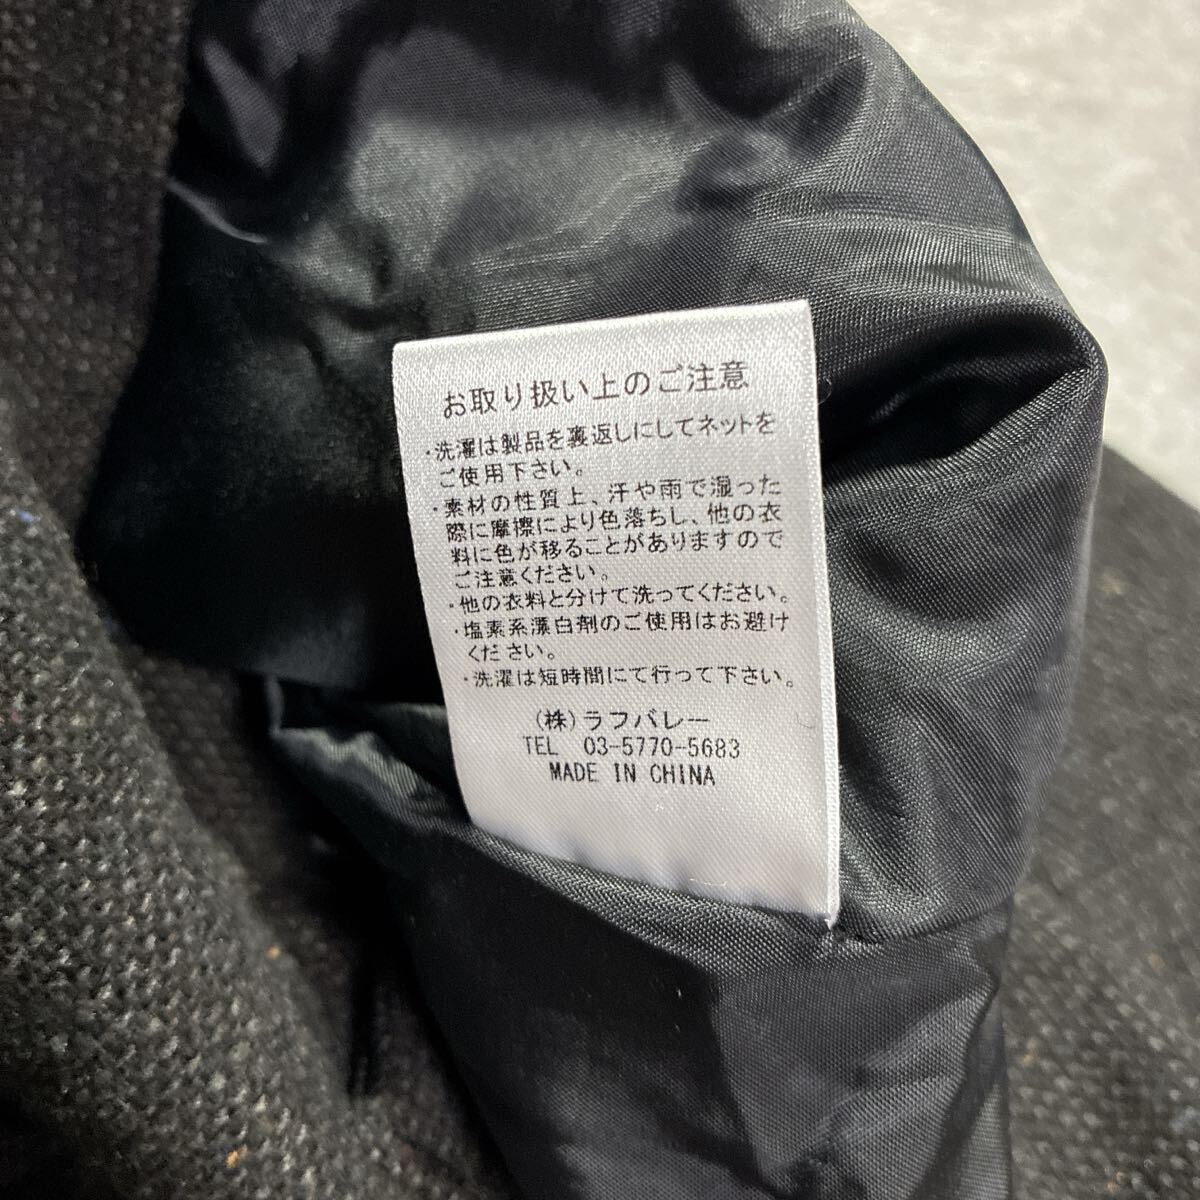 お取り扱い上のご注意
・洗濯は製品を裏返しにしてネットを
ご使用下さい。
・素材の性質上、汗や雨で湿った
際に摩擦により色落ちし、他の衣
料に色が移ることがありますので
ご注意ください。
・他の衣料と分けて洗ってください。
・塩素系漂白剤のご使用はお避け
ください。
・洗濯は短時間にて行って下さい。
(株)ラフバレー
TEL 03-5770-5683
MADE IN CHINA